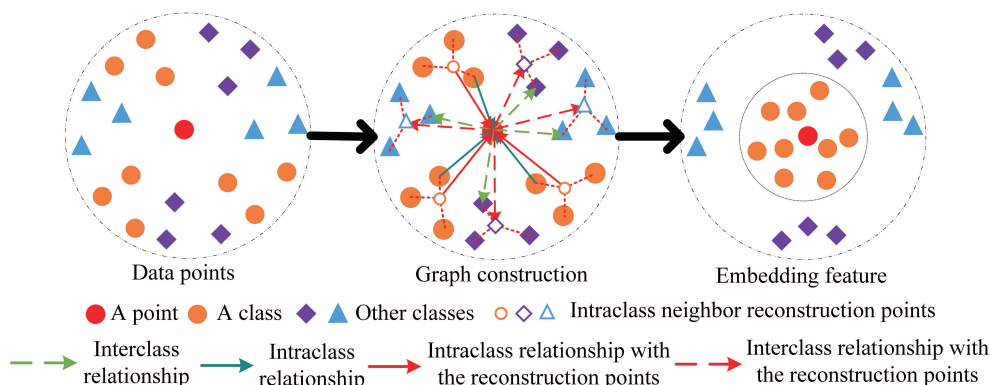 Data points
Graph construction
Embedding feature
A point
A class
Other classes
Intraclass neighbor reconstruction points
Interclass
relationship
Intraclass
relationship
Intraclass relationship with
the reconstruction points
Interclass relationship with
the reconstruction points